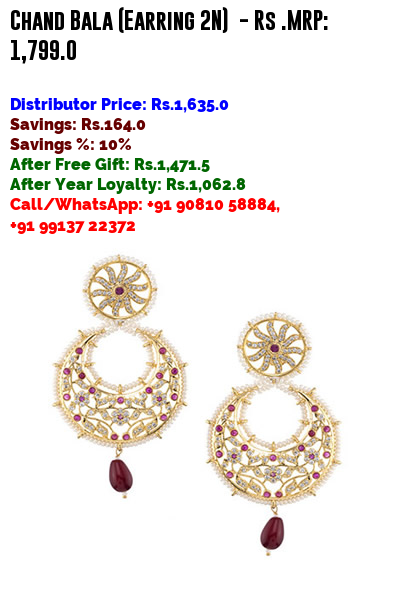 Chand Bala (Earring 2N) - Rs .MRP:
1,799.0
Distributor Price: Rs.1,635.0
Savings: Rs.164.0
Savings %: 10%
After Free Gift: Rs.1,471.5
After Year Loyalty: Rs.1,062.8
Call/WhatsApp: +91 90810 58884,
+91 99137 22372